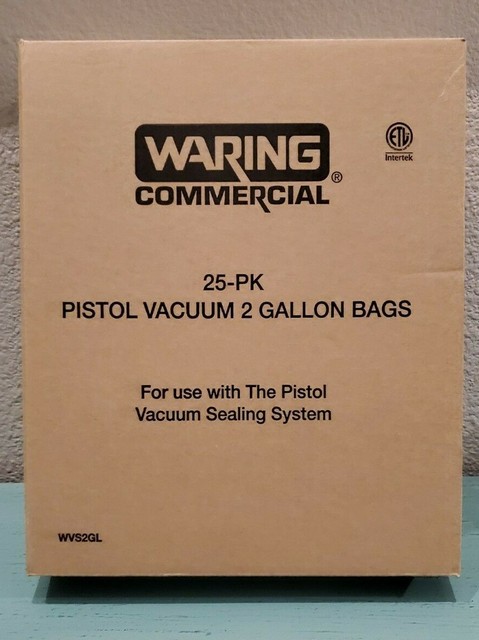 WARING
COMMERCIAL®
ETL
Intertek
25-PK
PISTOL VACUUM 2 GALLON BAGS
For use with The Pistol
Vacuum Sealing System
WVS2GL